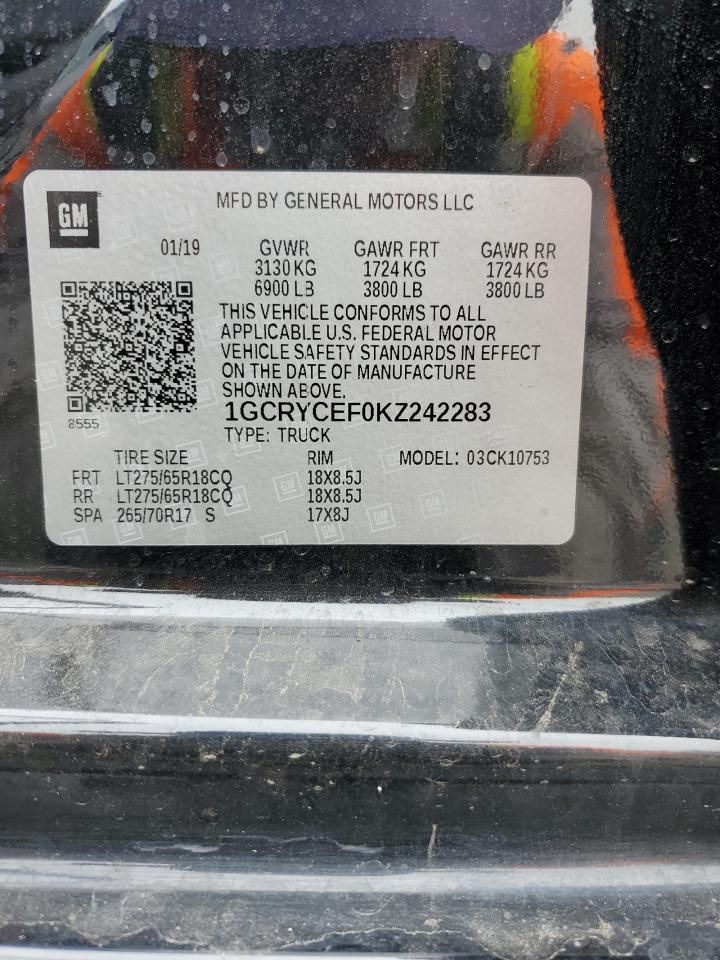 GM
MFD BY GENERAL MOTORS LLC
01/19 GVWR GAWR FRT GAWR RR
3130 KG 1724 KG 1724 KG
6900 LB 3800 LB 3800 LB
THIS VEHICLE CONFORMS TO ALL
APPLICABLE U.S. FEDERAL MOTOR
VEHICLE SAFETY STANDARDS IN EFFECT
ON THE DATE OF MANUFACTURE
SHOWN ABOVE.
1GCRYCEF0KZ242283
8555
TYPE: TRUCK
TIRE SIZE RIM MODEL: 03CK10753
FRT LT275/65R18CQ 18X8.5J
RR LT275/65R18CQ 18X8.5J
SPA 265/70R17 S 17X8J